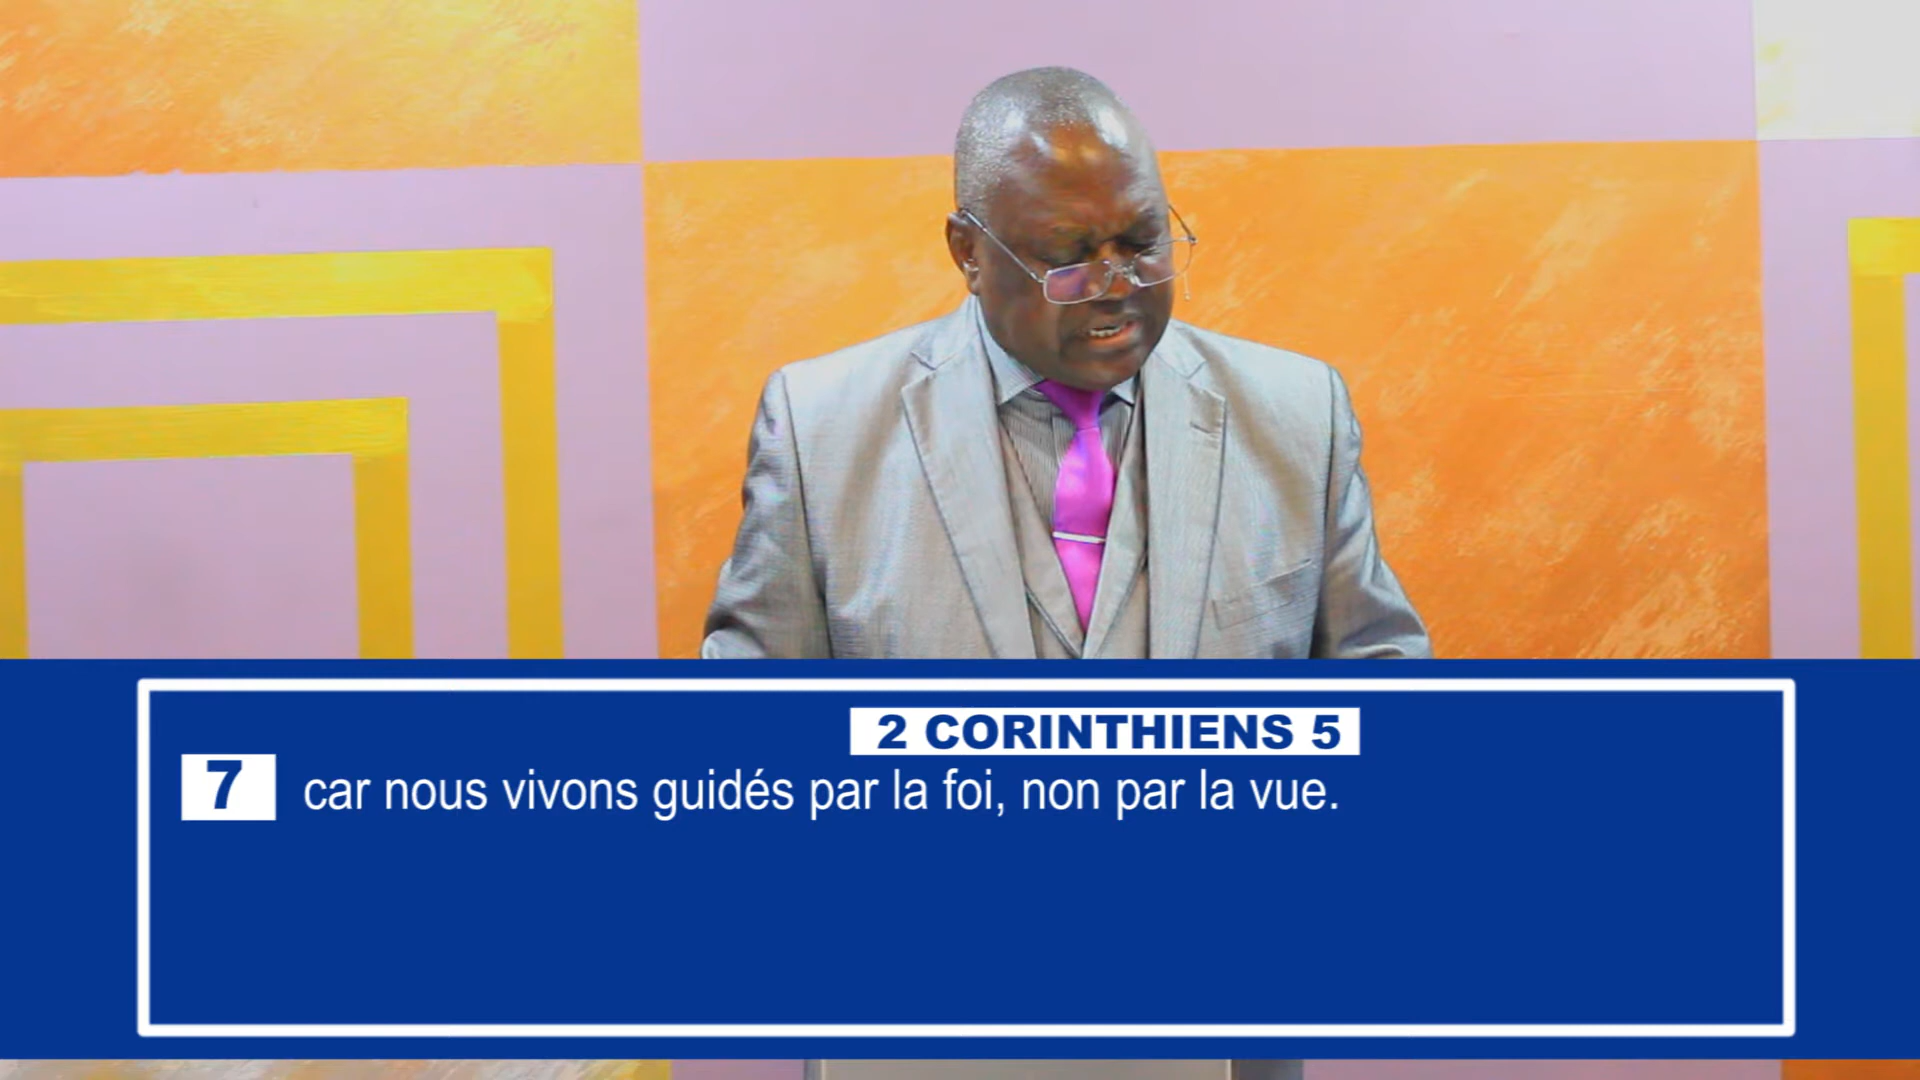 2 CORINTHIENS 5
7 car nous vivons guidés par la foi, non par la vue.